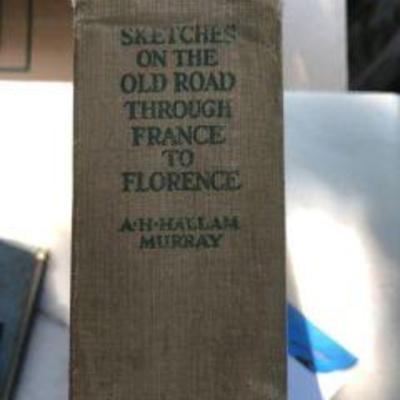 SKETCHES
ON THE
OLD ROAD
THROUGH
FRANCE
TO
FLORENCE
A·H·HALLAM
MURRAY